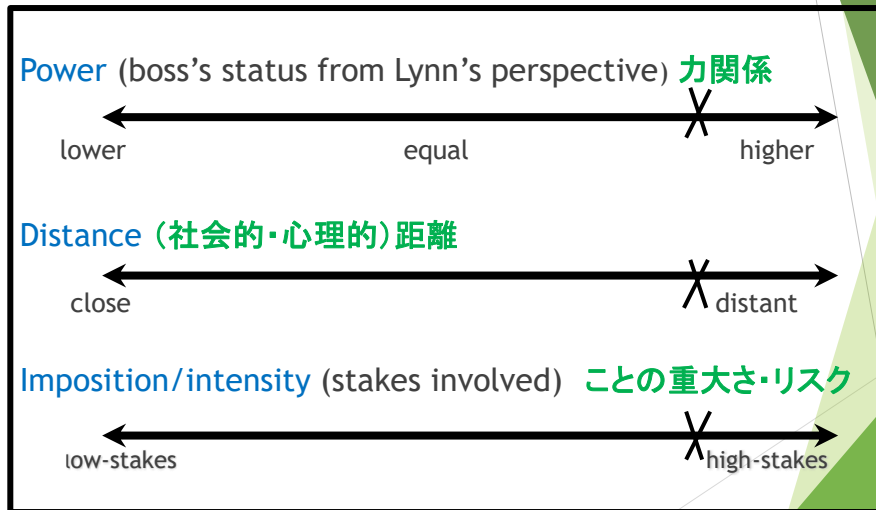 Power (boss's status from Lynn's perspective) 力関係
lower equal higher
Distance (社会的・心理的)距離
close distant
Imposition/intensity (stakes involved) ことの重大さ・リスク
low-stakes high-stakes